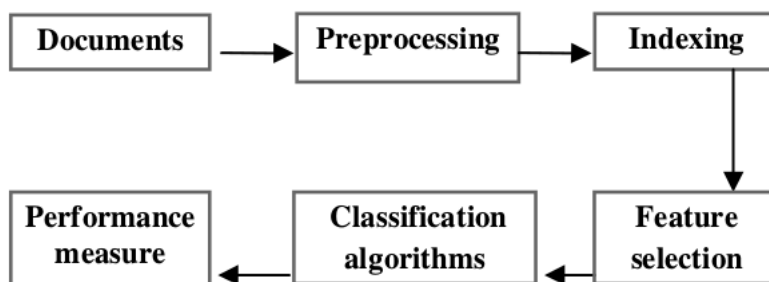 Documents
Preprocessing
Indexing
Performance
measure
Classification
algorithms
Feature
selection